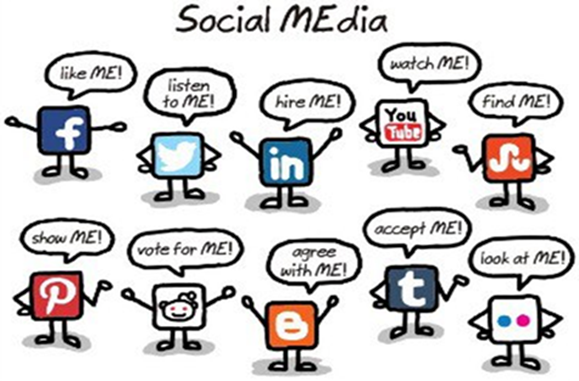 Social MEdia
like ME!
listen
to ME!
hire ME!
watch ME!
find ME!
f
in
You
Tube
show ME!
vote for ME!
agree
with ME!
accept ME!
look at ME!
P
B
t